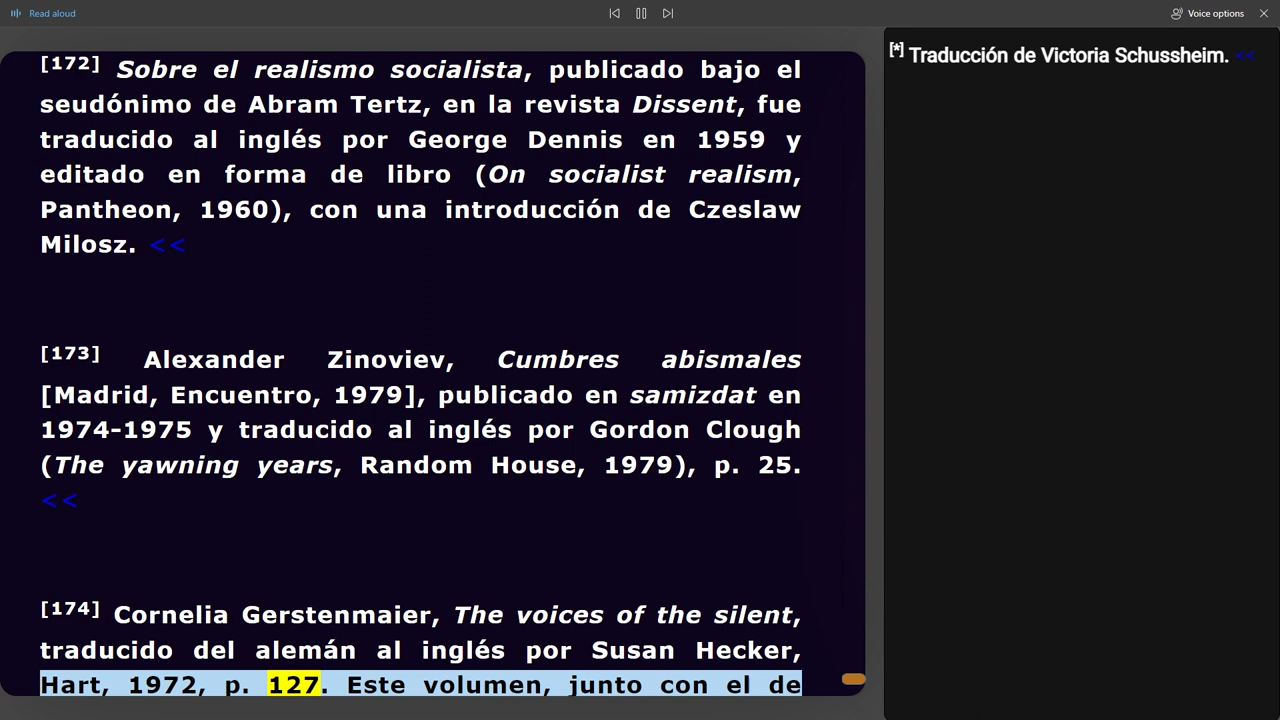 Read aloud
Voice options
[172] Sobre el realismo socialista, publicado bajo el
seudónimo de Abram Tertz, en la revista Dissent, fue
traducido al inglés por George Dennis en 1959 y
editado en forma de libro (On socialist realism,
Pantheon, 1960), con una introducción de Czeslaw
Milosz. <<
[173] Alexander Zinoviev, Cumbres abismales
[Madrid, Encuentro, 1979], publicado en samizdat en
1974-1975 y traducido al inglés por Gordon Clough
(The yawning years, Random House, 1979), p. 25.
<<
[174] Cornelia Gerstenmaier, The voices of the silent,
traducido del alemán al inglés por Susan Hecker,
Hart, 1972, p. 127. Este volumen, junto con el de
[*] Traducción de Victoria Schussheim. <<